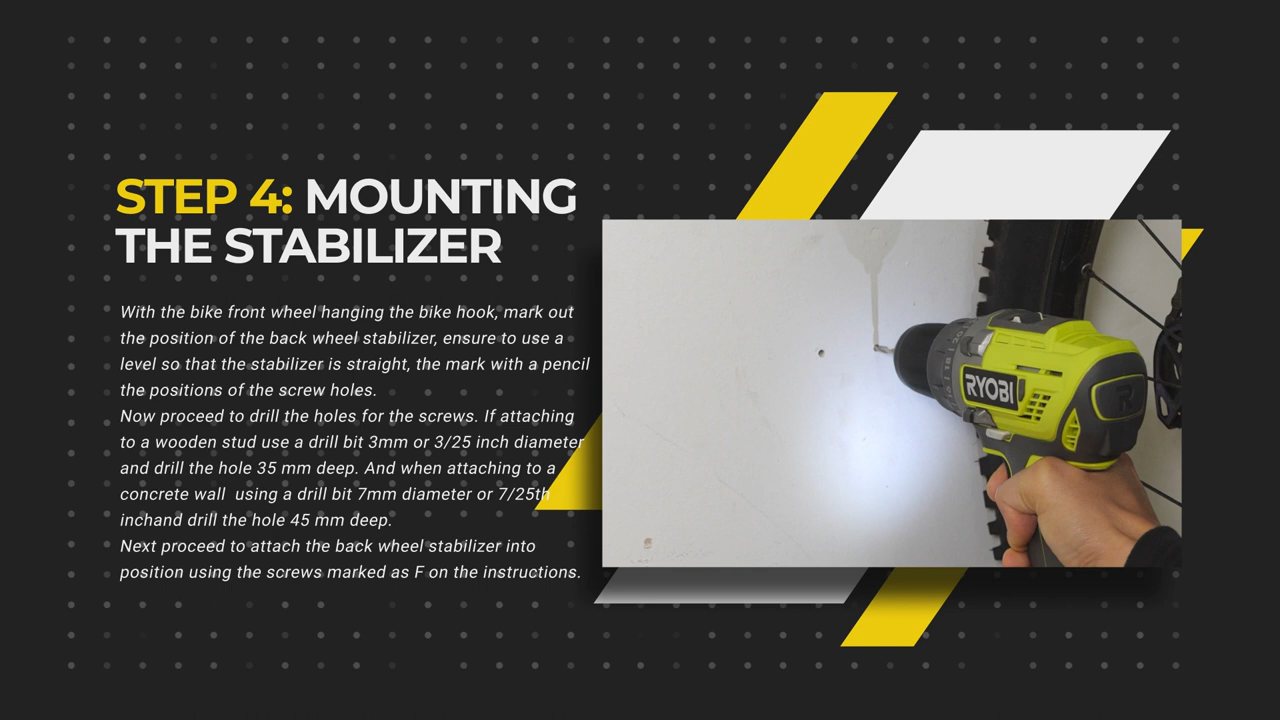 STEP 4: MOUNTING
THE STABILIZER
With the bike front wheel hanging the bike hook, mark out
the position of the back wheel stabilizer, ensure to use a
level so that the stabilizer is straight, the mark with a pencil
the positions of the screw holes.
Now proceed to drill the holes for the screws. If attaching
to a wooden stud use a drill bit 3mm or 3/25 inch diameter
and drill the hole 35 mm deep. And when attaching to a
concrete wall  using a drill bit 7mm diameter or 7/25th
inchand drill the hole 45 mm deep.
Next proceed to attach the back wheel stabilizer into
position using the screws marked as F on the instructions.
RYOBI